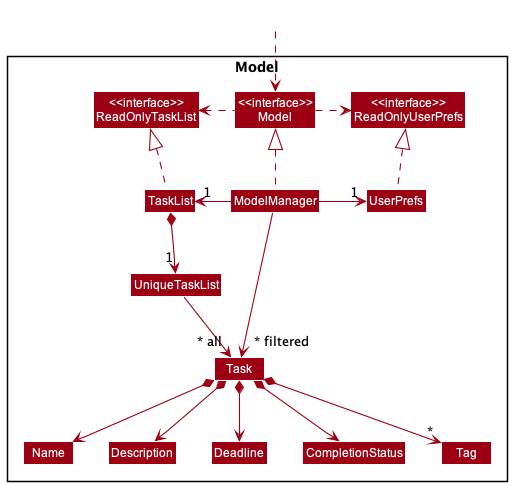 Model
<<interface>>
ReadOnlyTaskList
<<interface>>
Model
<<interface>>
ReadOnlyUserPrefs
TaskList
1
ModelManager
1
UserPrefs
1
UniqueTaskList
* all
* filtered
Task
*
Name
Description
Deadline
CompletionStatus
Tag